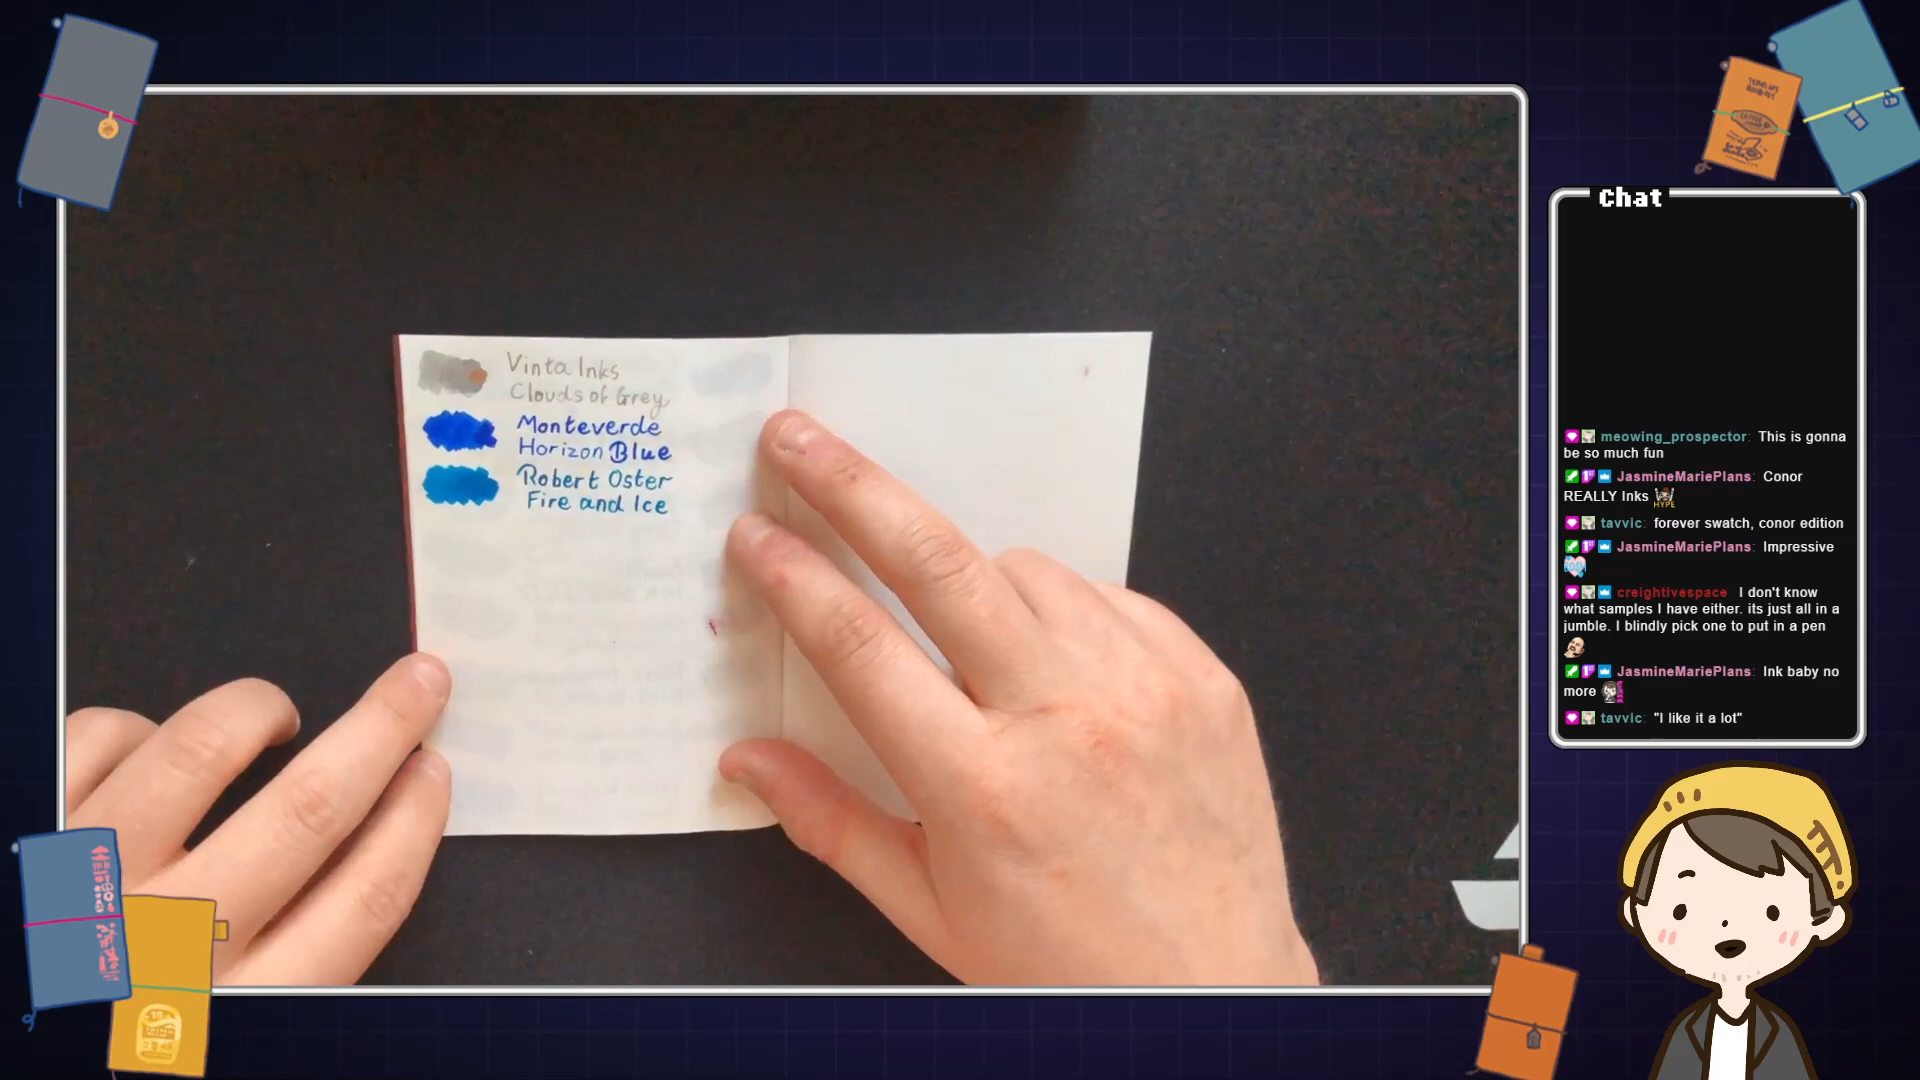 chat
Vinta Inks
Clouds of Grey
Monteverde
Horizon Blue
Robert Oster
Fire and Ice
meowing_prospector: This is gonna
be so much fun
JasmineMariePlans: Conor
REALLY Inks
HYPE
tavvic: forever swatch, conor edition
JasmineMariePlans: Impressive
creightivespace I don't know
what samples I have either. its just all in a
jumble. I blindly pick one to put in a pen
JasmineMariePlans: Ink baby no
more
tavvic: "I like it a lot"